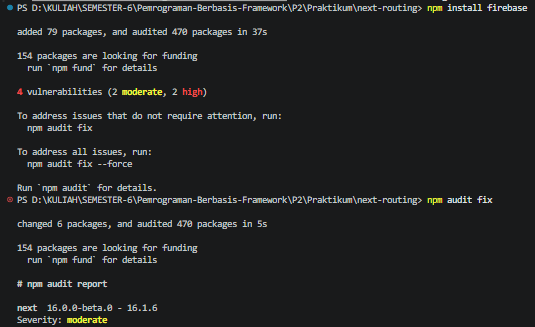 PS D:\KULIAH\SEMESTER-6\Pemrograman-Berbasis-Framework\P2\Praktikum\next-routing> npm install firebase
added 79 packages, and audited 470 packages in 37s
154 packages are looking for funding
run `npm fund` for details
4 vulnerabilities (2 moderate, 2 high)
To address issues that do not require attention, run:
npm audit fix
To address all issues, run:
npm audit fix --force
Run `npm audit` for details.
PS D:\KULIAH\SEMESTER-6\Pemrograman-Berbasis-Framework\P2\Praktikum\next-routing> npm audit fix
changed 6 packages, and audited 470 packages in 5s
154 packages are looking for funding
run `npm fund` for details
# npm audit report
next 16.0.0-beta.0 - 16.1.6
Severity: moderate